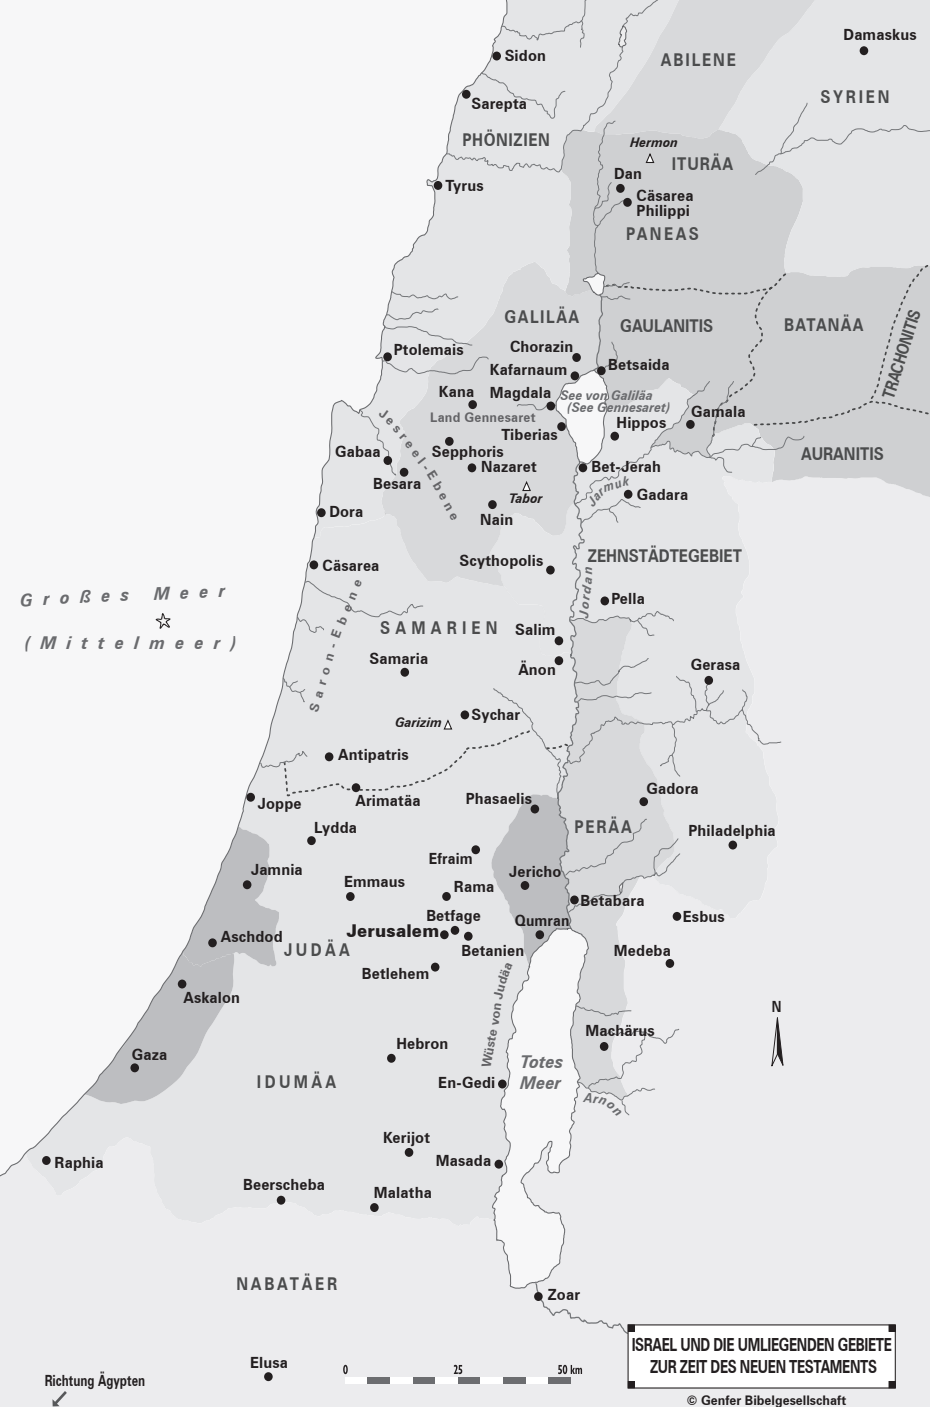 Damaskus
Sidon
ABILENE
SYRIEN
Sarepta
PHÖNIZIEN
Hermon
ITURÄA
Dan
Tyrus
Cäsarea
Philippi
PANEAS
GALILÄA
GAULANITIS
BATANÄA
TRACHONITIS
Ptolemais
Chorazin
Kafarnaum
Betsaida
Kana
Magdala
See von Galiläa
(See Gennesaret)
Land Gennesaret
Gamala
Hippos
Tiberias
Jesreel-Ebene
Gabaa
Sepphoris
AURANITIS
Nazaret
Bet-Jerah
Besara
Tabor
Jarmuk
Gadara
Dora
Nain
ZEHNSTÄDTEGEBIET
Cäsarea
Scythopolis
Jordan
Großes Meer
(Mittelmeer)
Pella
Saron-Ebene
SAMARIEN
Salim
Samaria
Änon
Gerasa
Garizim
Sychar
Antipatris
Joppe
Arimatäa
Phasaelis
Gadora
Lydda
PERÄA
Philadelphia
Efraim
Jamnia
Jericho
Emmaus
Rama
Betabara
Betfage
Qumran
Esbus
Jerusalem
Aschdod
JUDÄA
Betanien
Medeba
Betlehem
Askalon
Wüste von Judäa
N
Machärus
Hebron
Gaza
Totes
Meer
IDUMÄA
En-Gedi
Arnon
Kerijot
Raphia
Masada
Beerscheba
Malatha
NABATÄER
Zoar
ISRAEL UND DIE UMLIEGENDEN GEBIETE
ZUR ZEIT DES NEUEN TESTAMENTS
Elusa
0 25 50 km
Richtung Ägypten
© Genfer Bibelgesellschaft